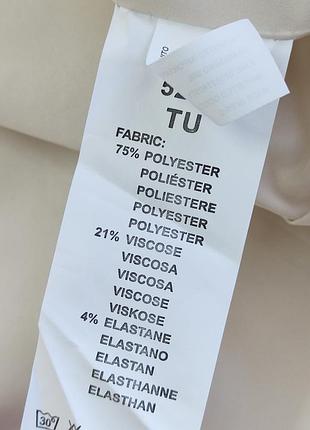 TU
FABRIC:
75% POLYESTER
POLIÉSTER
POLIESTERE
POLYESTER
POLYESTER
21% VISCOSE
VISCOSA
VISCOSA
VISCOSE
VISKOSE
4% ELASTANE
ELASTANO
ELASTAN
ELASTHANNE
ELASTHAN
30°